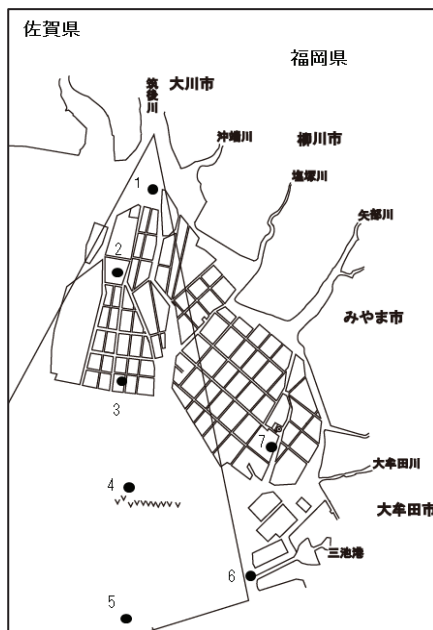 佐賀県
福岡県
筑後川
大川市
沖端川
柳川市
塩塚川
矢部川
みやま市
大牟田川
大牟田市
三池港
1
2
3
4
5
6
7